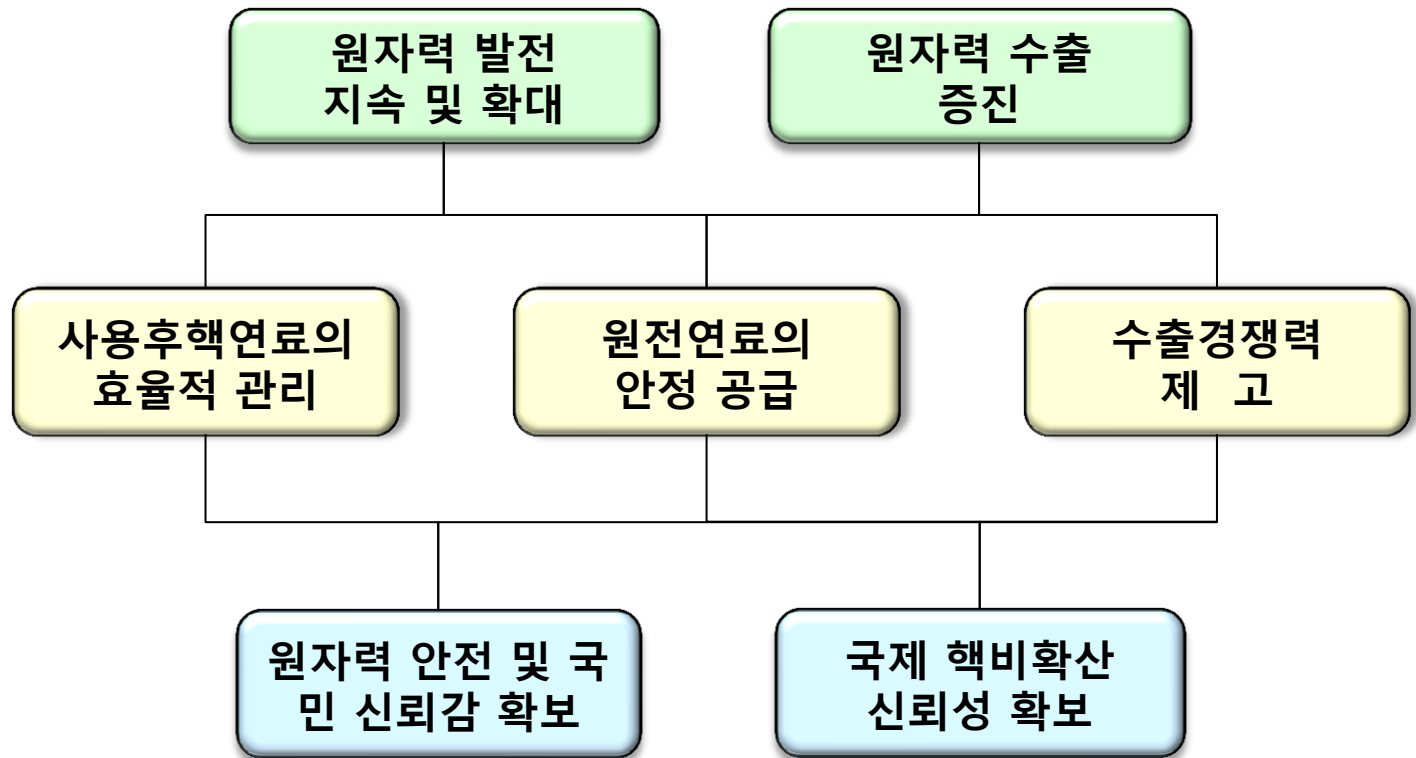 원자력 발전
지속 및 확대
원자력 수출
증진
사용후핵연료의
효율적 관리
원전연료의
안정 공급
수출경쟁력
제 고
원자력 안전 및 국
민 신뢰감 확보
국제 핵비확산
신뢰성 확보